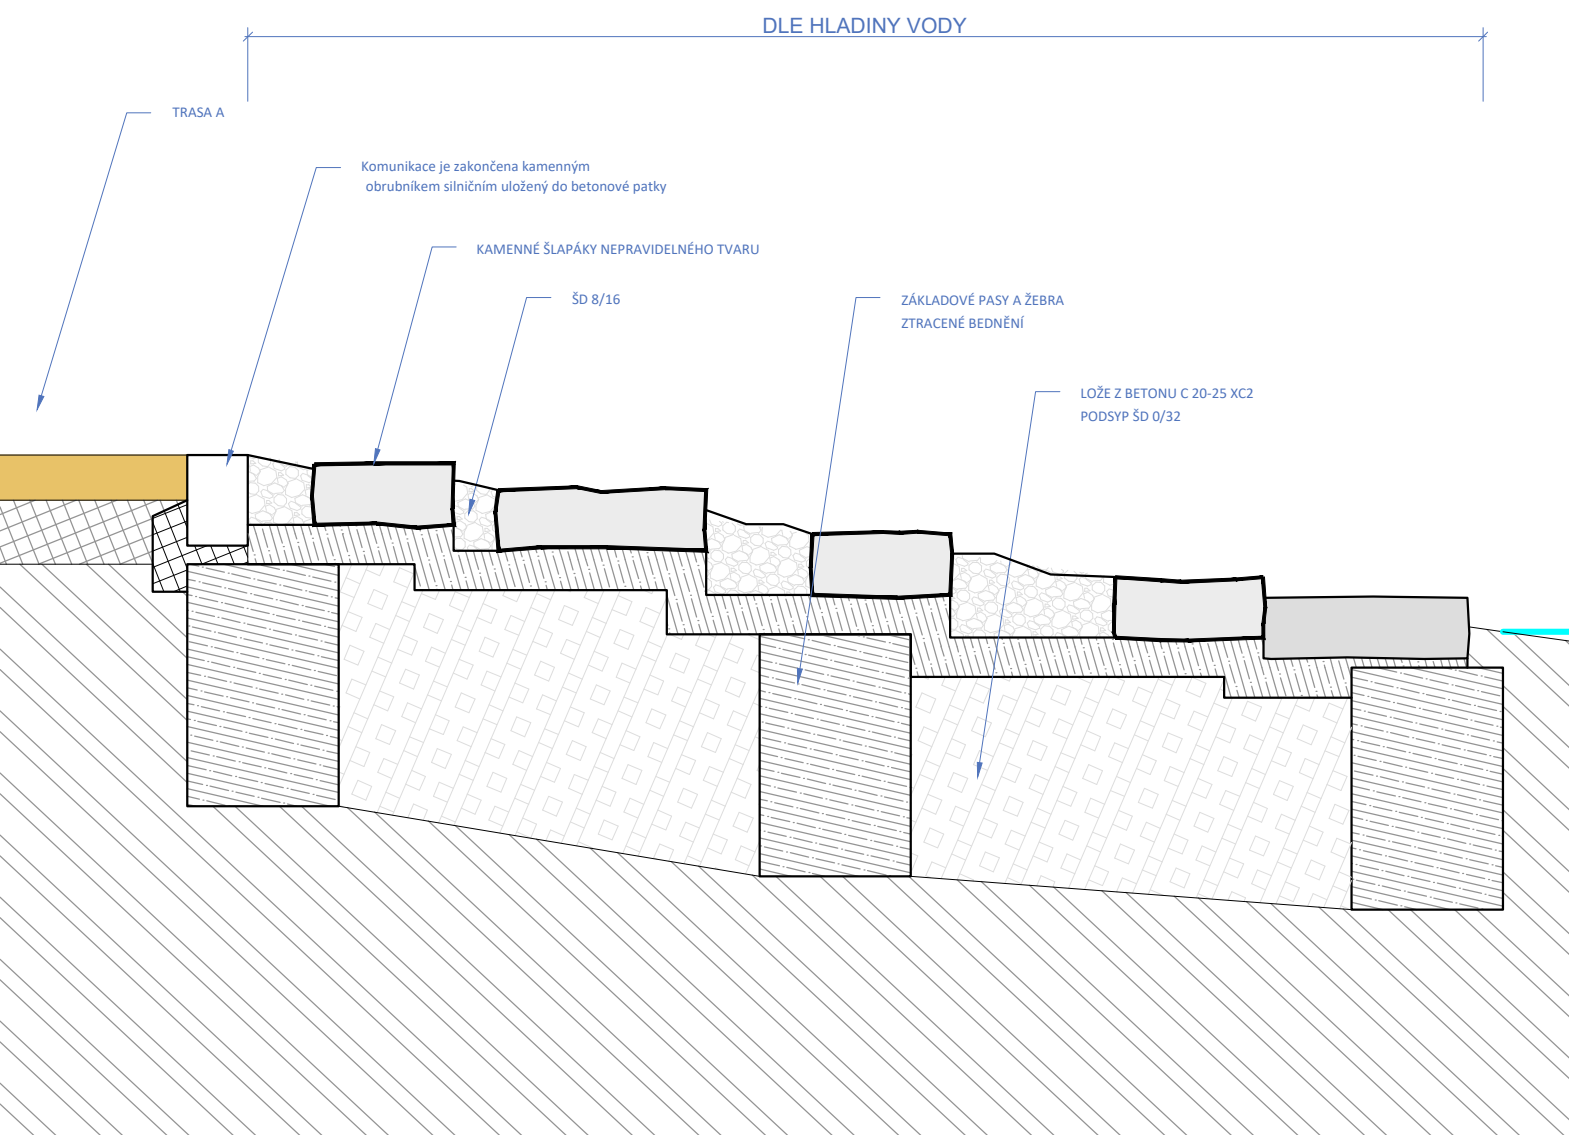 DLE HLADINY VODY
TRASA A
Komunikace je zakončena kamenným
obrubníkem silničním uložený do betonové patky
KAMENNÉ ŠLAPÁKY NEPRAVIDELNÉHO TVARU
ŠD 8/16
ZÁKLADOVÉ PASY A ŽEBRA
ZTRACENÉ BEDNĚNÍ
LOŽE Z BETONU C 20-25 XC2
PODSYP ŠD 0/32